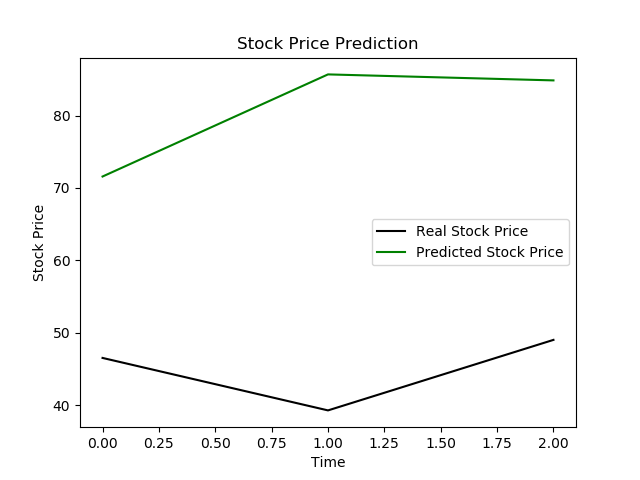 Stock Price Prediction
Stock Price
80
70
60
50
40
Real Stock Price
Predicted Stock Price
0.00 0.25 0.50 0.75 1.00 1.25 1.50 1.75 2.00
Time